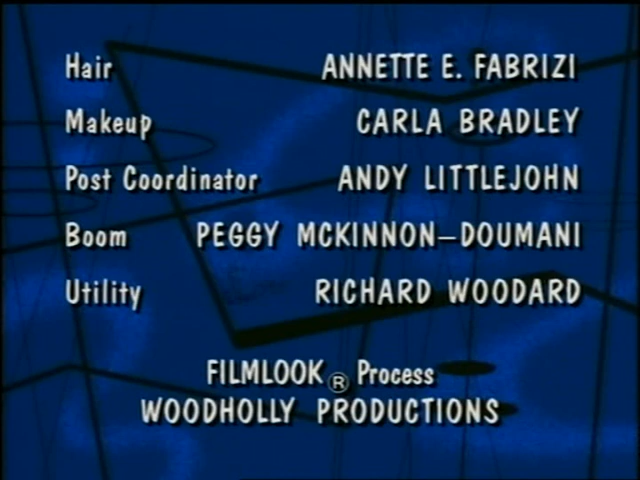 Hair ANNETTE E. FABRIZI
Makeup CARLA BRADLEY
Post Coordinator ANDY LITTLEJOHN
Boom PEGGY MCKINNON–DOUMANI
Utility RICHARD WOODARD
FILMLOOK ® Process
WOODHOLLY PRODUCTIONS